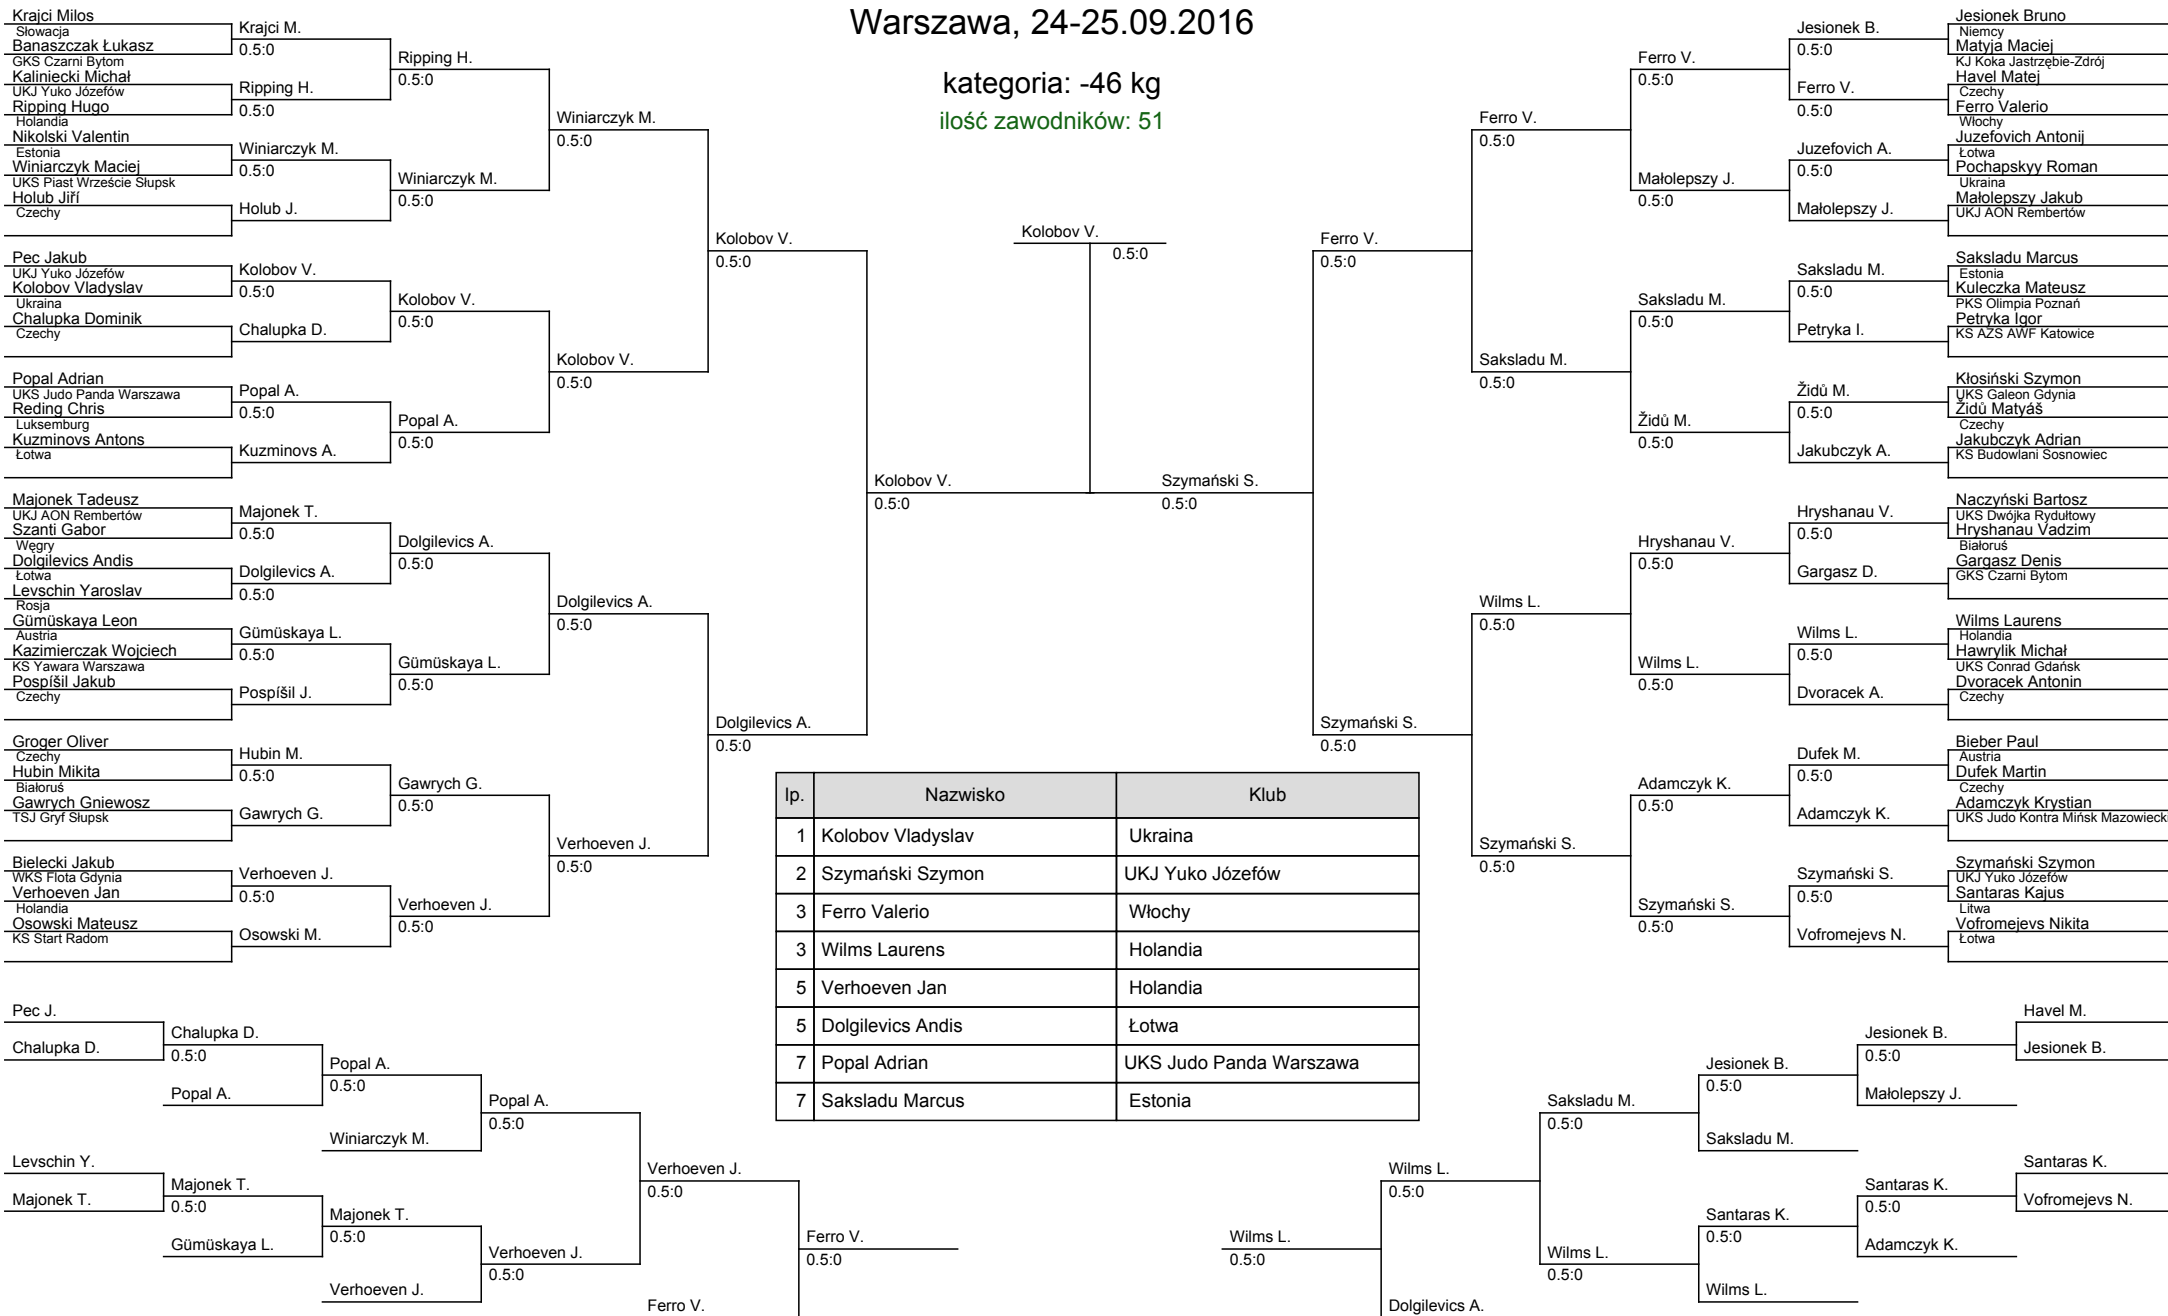 Warszawa, 24-25.09.2016
kategoria: -46 kg
ilość zawodników: 51
Krajci Milos
Słowacja
Banaszczak Łukasz
GKS Czarni Bytom
Kaliniecki Michał
UKJ Yuko Józefów
Ripping Hugo
Holandia
Nikolski Valentin
Estonia
Winiarczyk Maciej
UKS Piast Wrzeście Słupsk
Holub Jiří
Czechy
Pec Jakub
UKJ Yuko Józefów
Kolobov Vladyslav
Ukraina
Chalupka Dominik
Czechy
Popal Adrian
UKS Judo Panda Warszawa
Reding Chris
Luksemburg
Kuzminovs Antons
Łotwa
Majonek Tadeusz
UKJ AON Rembertów
Szanti Gabor
Węgry
Dolgilevics Andis
Łotwa
Levschin Yaroslav
Rosja
Gümüskaya Leon
Austria
Kazimierczak Wojciech
KS Yawara Warszawa
Pospíšil Jakub
Czechy
Groger Oliver
Czechy
Hubin Mikita
Białoruś
Gawrych Gniewosz
TSJ Gryf Słupsk
Bielecki Jakub
WKS Flota Gdynia
Verhoeven Jan
Holandia
Osowski Mateusz
KS Start Radom
Krajci M.
0.5:0
Ripping H.
0.5:0
Winiarczyk M.
0.5:0
Holub J.
Kolobov V.
0.5:0
Chalupka D.
Popal A.
0.5:0
Kuzminovs A.
Majonek T.
0.5:0
Dolgilevics A.
0.5:0
Gümüskaya L.
0.5:0
Pospíšil J.
Hubin M.
0.5:0
Gawrych G.
Verhoeven J.
0.5:0
Osowski M.
Ripping H.
0.5:0
Winiarczyk M.
0.5:0
Kolobov V.
0.5:0
Popal A.
0.5:0
Dolgilevics A.
0.5:0
Gümüskaya L.
0.5:0
Gawrych G.
0.5:0
Verhoeven J.
0.5:0
Winiarczyk M.
0.5:0
Kolobov V.
0.5:0
Dolgilevics A.
0.5:0
Verhoeven J.
0.5:0
Kolobov V.
0.5:0
Dolgilevics A.
0.5:0
Kolobov V.
0.5:0
Kolobov V.
0.5:0
Szymański S.
0.5:0
Ferro V.
0.5:0
Szymański S.
0.5:0
Ferro V.
0.5:0
Saksladu M.
0.5:0
Wilms L.
0.5:0
Szymański S.
0.5:0
Ferro V.
0.5:0
Małolepszy J.
0.5:0
Saksladu M.
0.5:0
Židů M.
0.5:0
Hryshanau V.
0.5:0
Wilms L.
0.5:0
Adamczyk K.
0.5:0
Szymański S.
0.5:0
Jesionek B.
0.5:0
Ferro V.
0.5:0
Juzefovich A.
0.5:0
Małolepszy J.
Saksladu M.
0.5:0
Petryka I.
Židů M.
0.5:0
Jakubczyk A.
Hryshanau V.
0.5:0
Gargasz D.
Wilms L.
0.5:0
Dvoracek A.
Dufek M.
0.5:0
Adamczyk K.
Szymański S.
0.5:0
Vofromejevs N.
Jesionek Bruno
Niemcy
Matyja Maciej
KJ Koka Jastrzębie-Zdrój
Havel Matej
Czechy
Ferro Valerio
Włochy
Juzefovich Antonij
Łotwa
Pochapskyy Roman
Ukraina
Małolepszy Jakub
UKJ AON Rembertów
Saksladu Marcus
Estonia
Kuleczka Mateusz
PKS Olimpia Poznań
Petryka Igor
KS AZS AWF Katowice
Kłosiński Szymon
UKS Galeon Gdynia
Židů Matyáš
Czechy
Jakubczyk Adrian
KS Budowlani Sosnowiec
Naczyński Bartosz
UKS Dwójka Rydułtowy
Hryshanau Vadzim
Białoruś
Gargasz Denis
GKS Czarni Bytom
Wilms Laurens
Holandia
Hawrylik Michał
UKS Conrad Gdańsk
Dvoracek Antonin
Czechy
Bieber Paul
Austria
Dufek Martin
Czechy
Adamczyk Krystian
UKS Judo Kontra Mińsk Mazowiecki
Szymański Szymon
UKJ Yuko Józefów
Santaras Kajus
Litwa
Vofromejevs Nikita
Łotwa
lp. Nazwisko Klub
1 Kolobov Vladyslav Ukraina
2 Szymański Szymon UKJ Yuko Józefów
3 Ferro Valerio Włochy
3 Wilms Laurens Holandia
5 Verhoeven Jan Holandia
5 Dolgilevics Andis Łotwa
7 Popal Adrian UKS Judo Panda Warszawa
7 Saksladu Marcus Estonia
Pec J.
Chalupka D.
Levschin Y.
Majonek T.
Chalupka D.
0.5:0
Popal A.
Majonek T.
0.5:0
Gümüskaya L.
Popal A.
0.5:0
Winiarczyk M.
Majonek T.
0.5:0
Verhoeven J.
Popal A.
0.5:0
Verhoeven J.
0.5:0
Verhoeven J.
0.5:0
Ferro V.
Ferro V.
0.5:0
Wilms L.
0.5:0
Wilms L.
0.5:0
Dolgilevics A.
Saksladu M.
0.5:0
Wilms L.
0.5:0
Jesionek B.
0.5:0
Saksladu M.
Santaras K.
0.5:0
Wilms L.
Jesionek B.
0.5:0
Małolepszy J.
Santaras K.
0.5:0
Adamczyk K.
Havel M.
Jesionek B.
Santaras K.
Vofromejevs N.